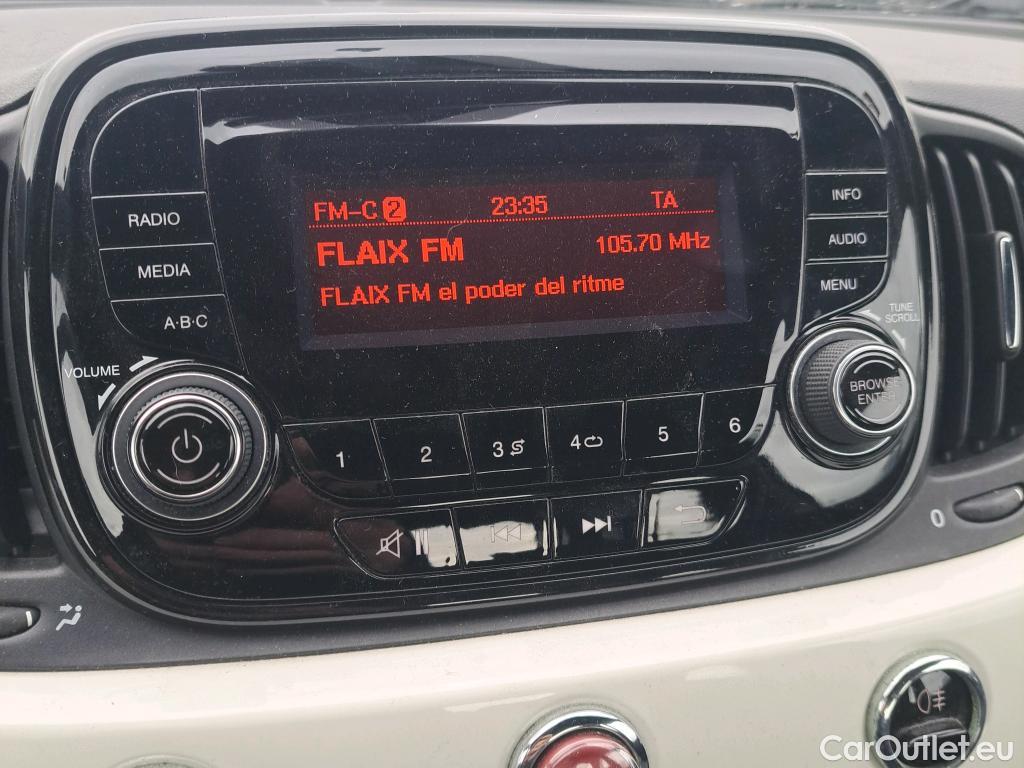 FM-C 2 23:35 TA
FLAIX FM 105.70 MHz
FLAIX FM el poder del ritme
RADIO
MEDIA
A·B·C
VOLUME
INFO
AUDIO
MENU
TUNE
SCROLL
BROWSE
ENTER
1 2 3 4 5 6
0
CarOutlet.eu